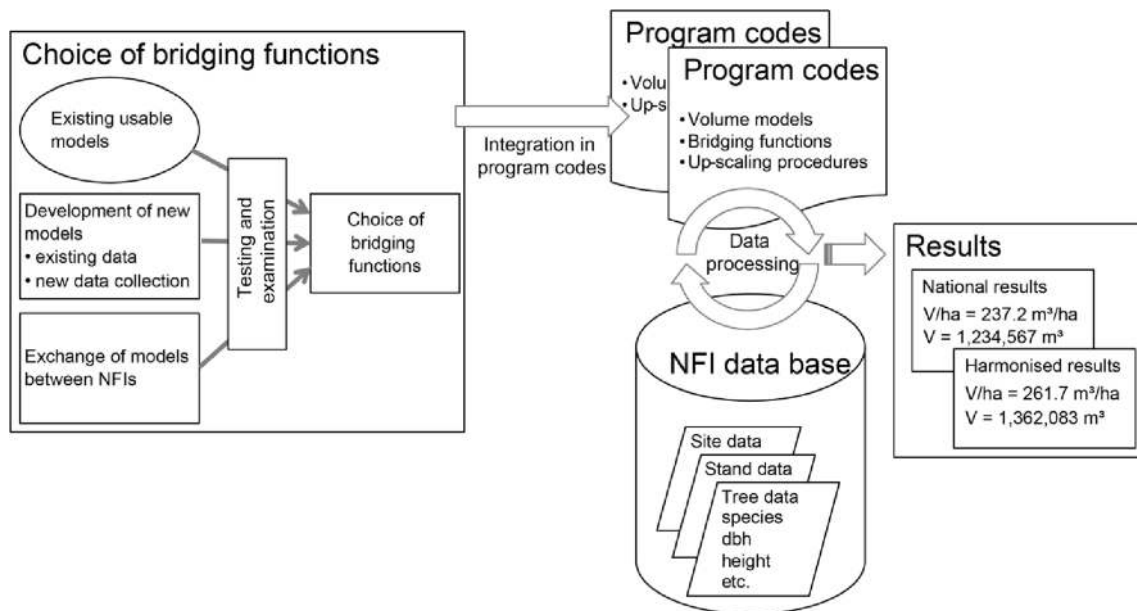 Choice of bridging functions
Existing usable
models
Development of new
models
• existing data
• new data collection
Exchange of models
between NFIs
Testing and
examination
Choice of
bridging
functions
Integration in
program codes
Program codes
• Volu
• Up-s
Program codes
• Volume models
• Bridging functions
• Up-scaling procedures
Data
processing
NFI data base
Site data
Stand data
Tree data
species
dbh
height
etc.
Results
National results
V/ha = 237.2 m³/ha
V = 1,234,567 m³
Harmonised results
V/ha = 261.7 m³/ha
V = 1,362,083 m³